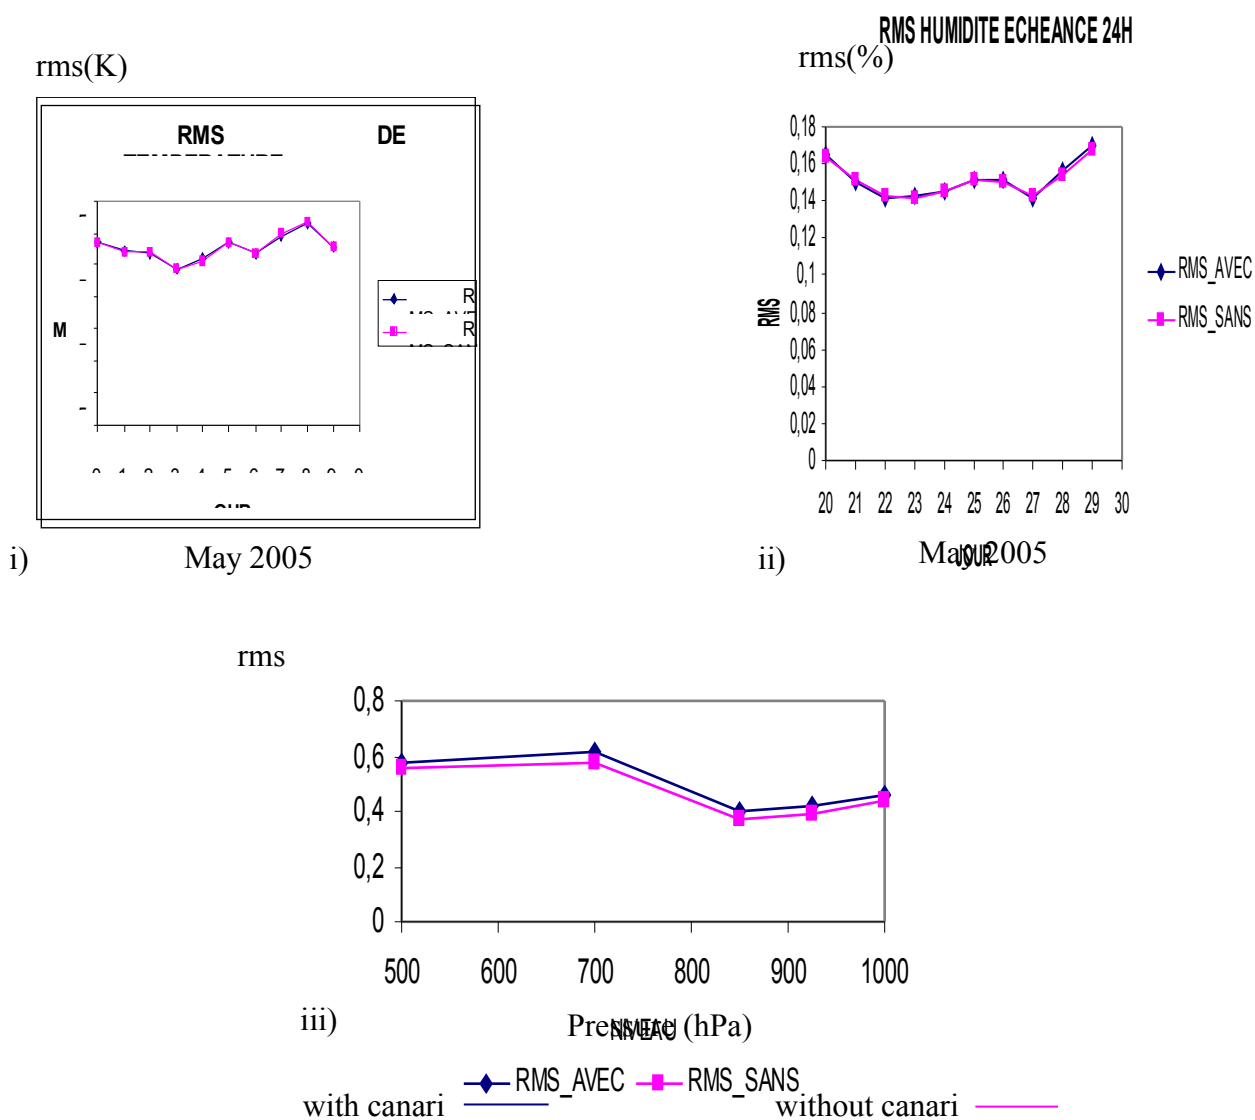 RMS HUMIDITE ECHEANCE 24H
rms(K)
rms(%)
RMS DE
M
R
R
i)
May 2005
0,18
0,16
0,14
0,12
0,1
0,08
0,06
0,04
0,02
0
RMS
20 21 22 23 24 25 26 27 28 29 30
RMS_AVEC
RMS_SANS
ii)
JOUR
May 2005
rms
0,8
0,6
0,4
0,2
0
500 600 700 800 900 1000
iii)
NIVEAU
Pressure (hPa)
RMS_AVEC RMS_SANS
with canari
without canari